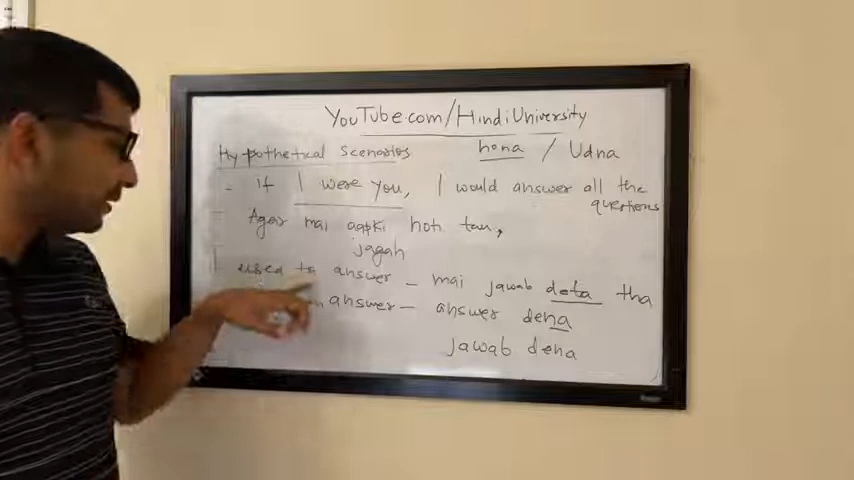 YouTube.com/HindiUniversity
Hypothetical scenarios hona / Udna
- if I were you, I would answer all the questions
Agar mai aapki jagah hoti tau,
I used to answer - mai jawab deta tha
answer - answer dena
jawab dena